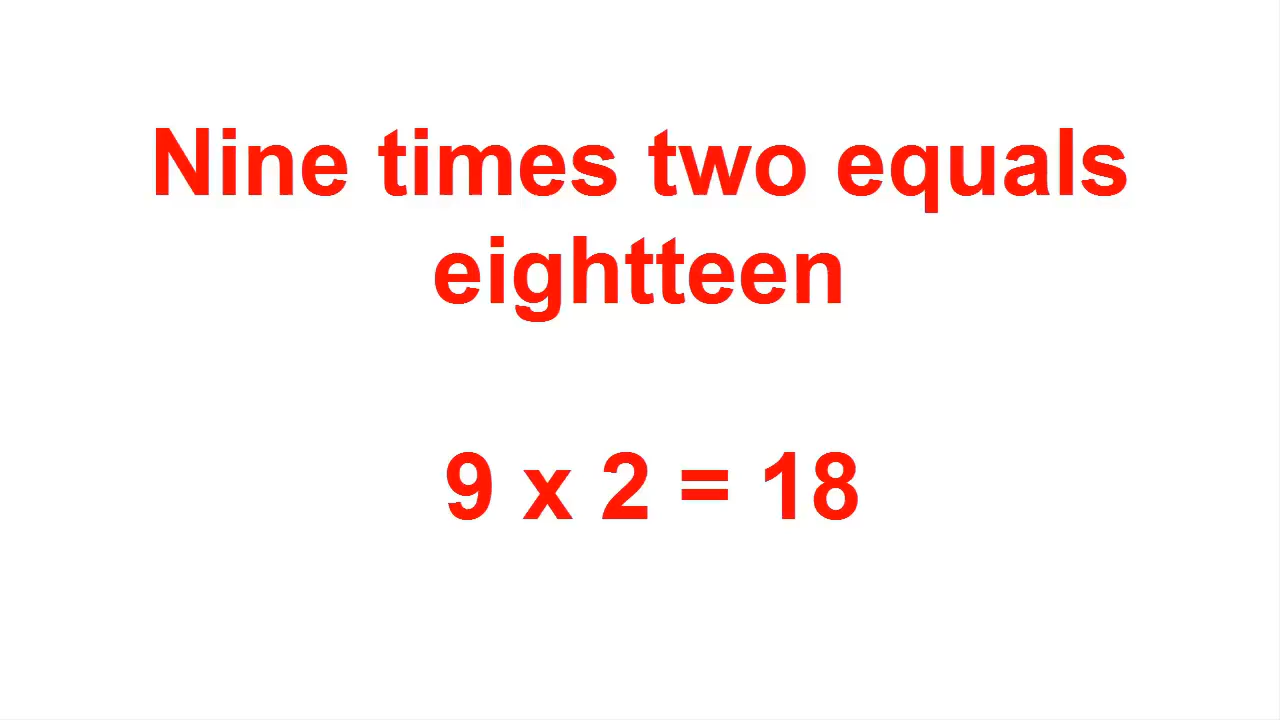 Nine times two equals
eightteen
9 x 2 = 18